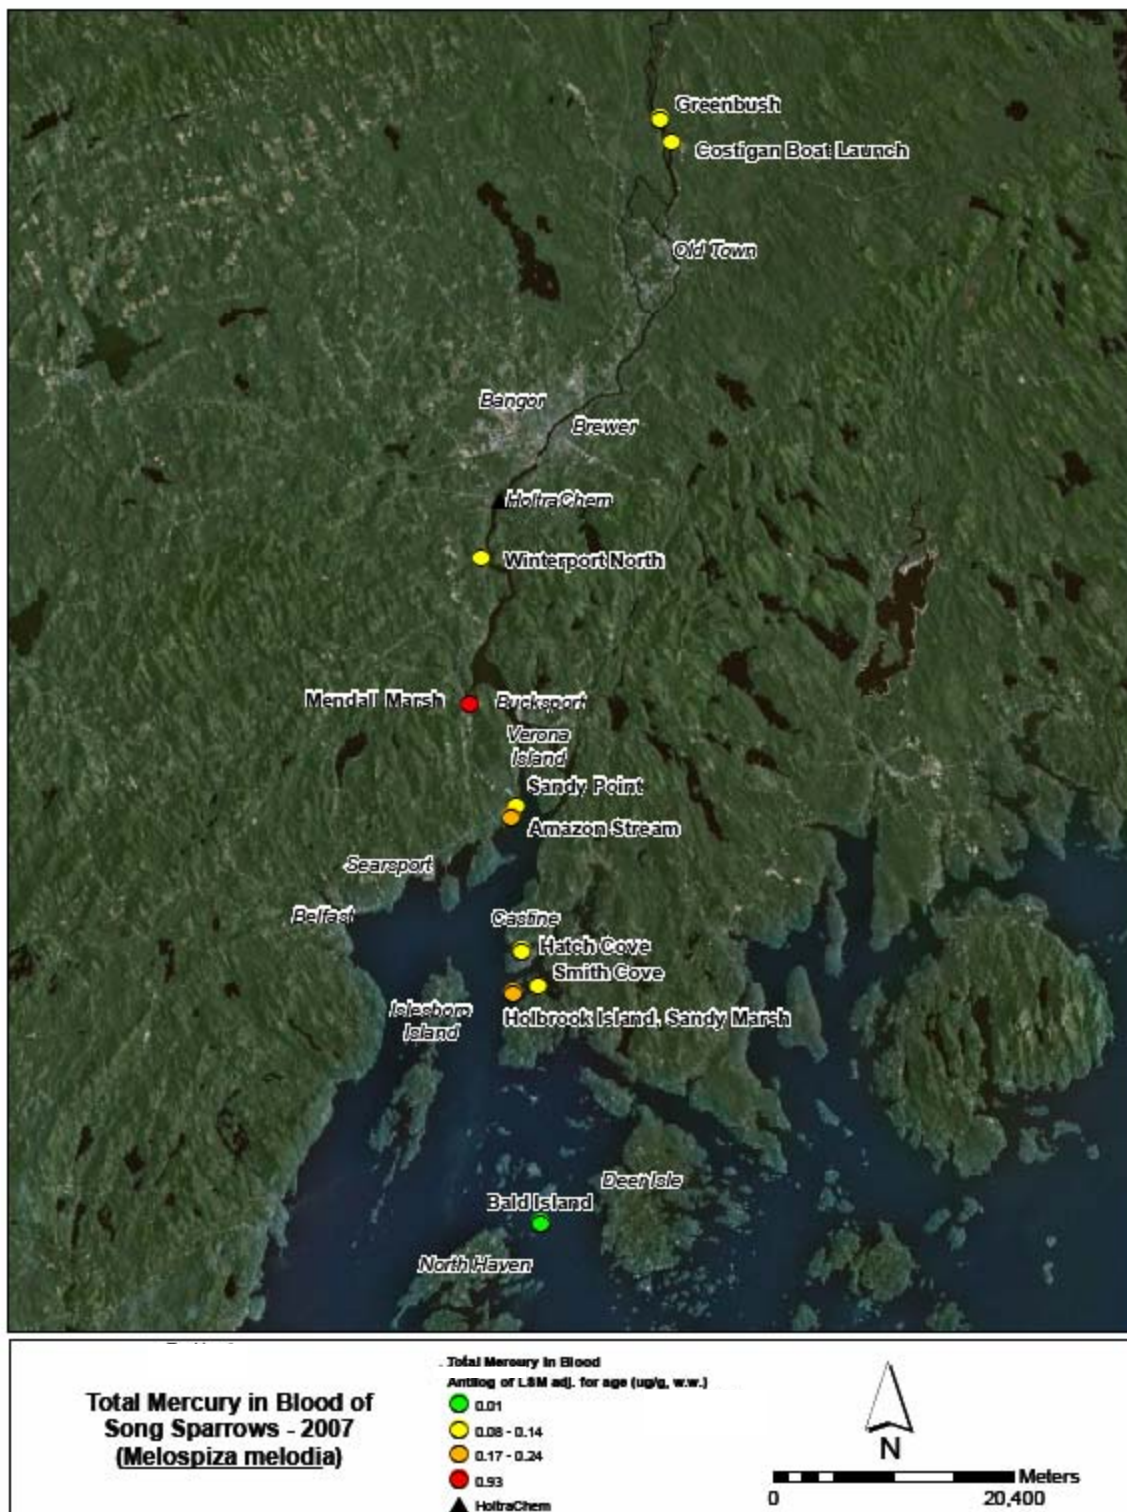 Greenbush
Costigan Boat Launch
Old Town
Bangor
Brewer
HoltraChem
Winterport North
Mendall Marsh
Bucksport
Verona
Island
Sandy Point
Amazon Stream
Searsport
Belfast
Castine
Hatch Cove
Smith Cove
Islesboro
Island
Holbrook Island, Sandy Marsh
Deer Isle
Bald Island
North Haven
Total Mercury in Blood of
Song Sparrows - 2007
(Melospiza melodia)
Total Mercury in Blood
Antilog of LSM adj. for age (ug/g, w.w.)
0.01
0.08 - 0.14
0.17 - 0.24
0.93
HoltraChem
N
Meters
0 20,400